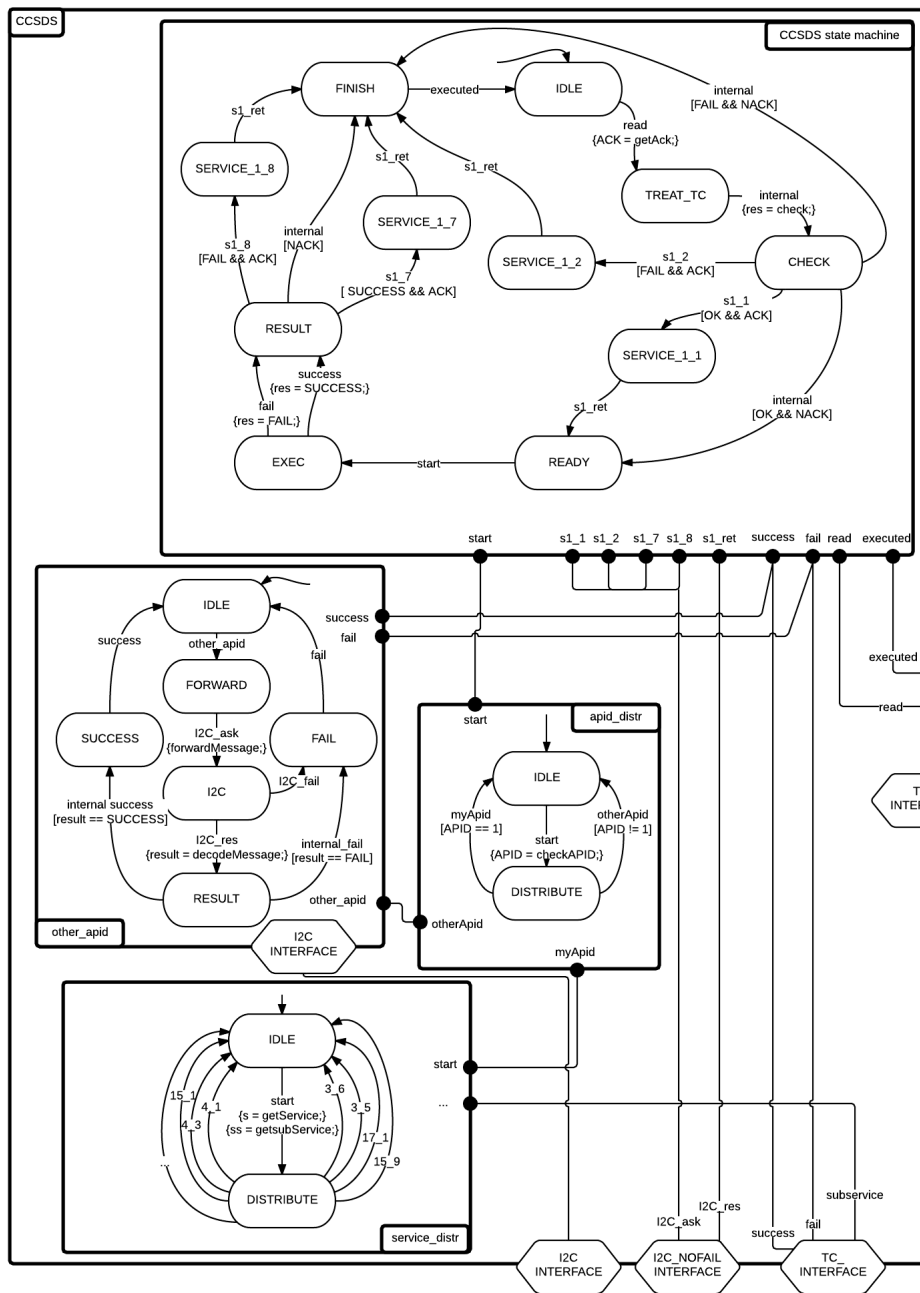 CCSDS
CCSDS state machine
FINISH
executed
IDLE
internal
[FAIL && NACK]
s1_ret
read
{ACK = getAck;}
SERVICE_1_8
s1_ret
s1_ret
TREAT_TC
internal
{res = check;}
SERVICE_1_7
internal
[NACK]
s1_8
[FAIL && ACK]
SERVICE_1_2
s1_2
[FAIL && ACK]
CHECK
s1_7
[ SUCCESS && ACK]
s1_1
[OK && ACK]
RESULT
SERVICE_1_1
success
{res = SUCCESS;}
fail
{res = FAIL;}
s1_ret
internal
[OK && NACK]
EXEC
start
READY
start
s1_1
s1_2
s1_7
s1_8
s1_ret
success
fail
read
executed
IDLE
success
fail
success
other_apid
fail
FORWARD
executed
read
start
apid_distr
SUCCESS
I2C_ask
{forwardMessage;}
FAIL
I2C
I2C_fail
IDLE
internal success
[result == SUCCESS]
myApid
[APID == 1]
otherApid
[APID != 1]
I2C_res
{result = decodeMessage;}
internal_fail
[result == FAIL]
start
{APID = checkAPID;}
RESULT
DISTRIBUTE
other_apid
otherApid
other_apid
I2C
INTERFACE
myApid
IDLE
start
...
15_1
4_3
4_1
start
{s = getService;}
{ss = getsubService;}
3_6
3_5
17_1
15_9
...
DISTRIBUTE
service_distr
I2C_ask
I2C_res
success
fail
subservice
I2C
INTERFACE
I2C_NOFAIL
INTERFACE
TC_
INTERFACE